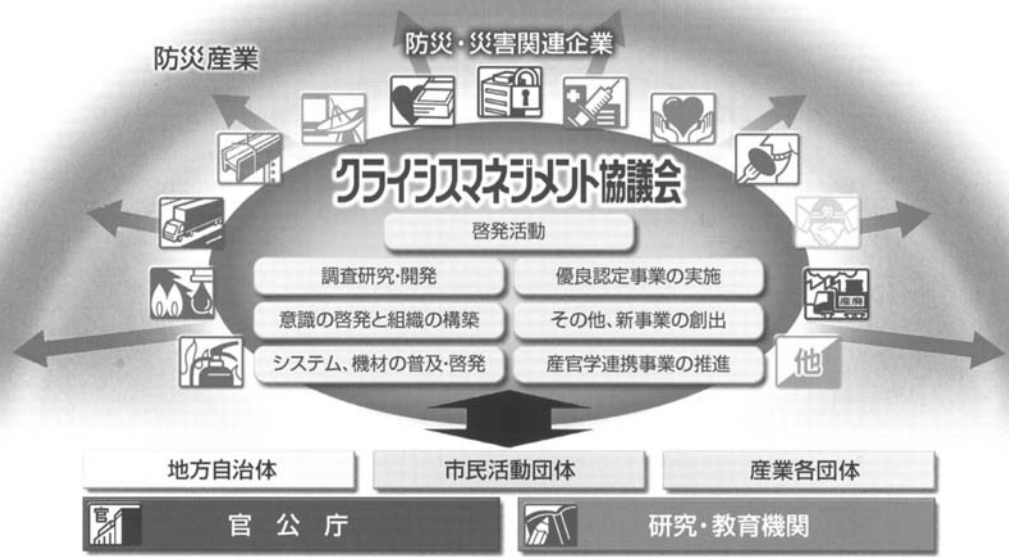 防災・災害関連企業
防災産業
クライシスマネジメント協議会
啓発活動
調査研究・開発
優良認定事業の実施
意識の啓発と組織の構築
その他、新事業の創出
システム、機材の普及・啓発
産官学連携事業の推進
産廃
他
地方自治体
市民活動団体
産業各団体
官
官公庁
研究・教育機関